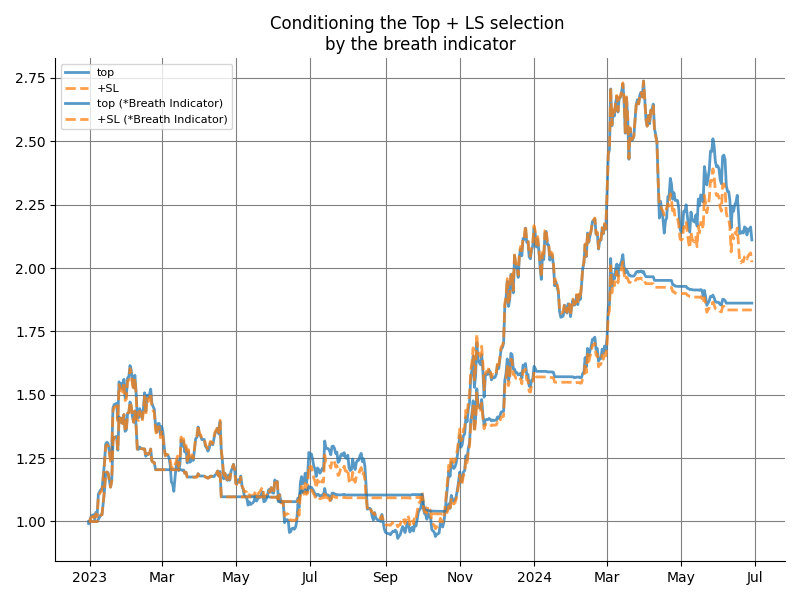 Conditioning the Top + LS selection
by the breath indicator
top
+SL
top (*Breath Indicator)
+SL (*Breath Indicator)
2.75
2.50
2.25
2.00
1.75
1.50
1.25
1.00
2023 Mar May Jul Sep Nov 2024 Mar May Jul